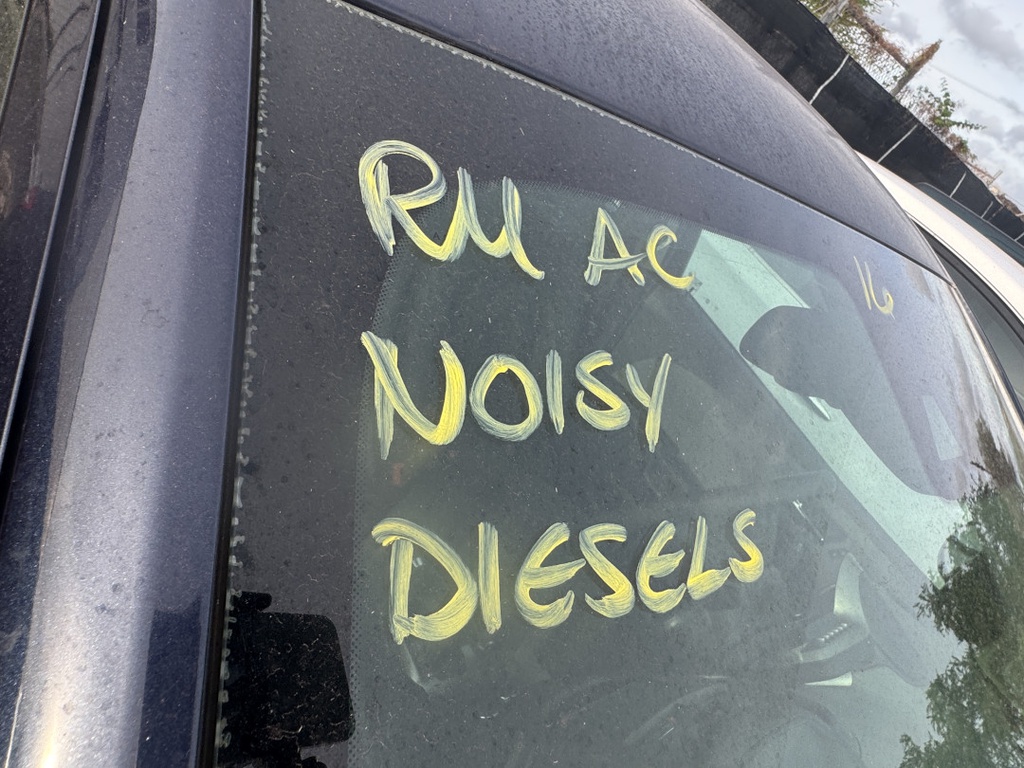 RU AC 16
NOISY
DIESELS